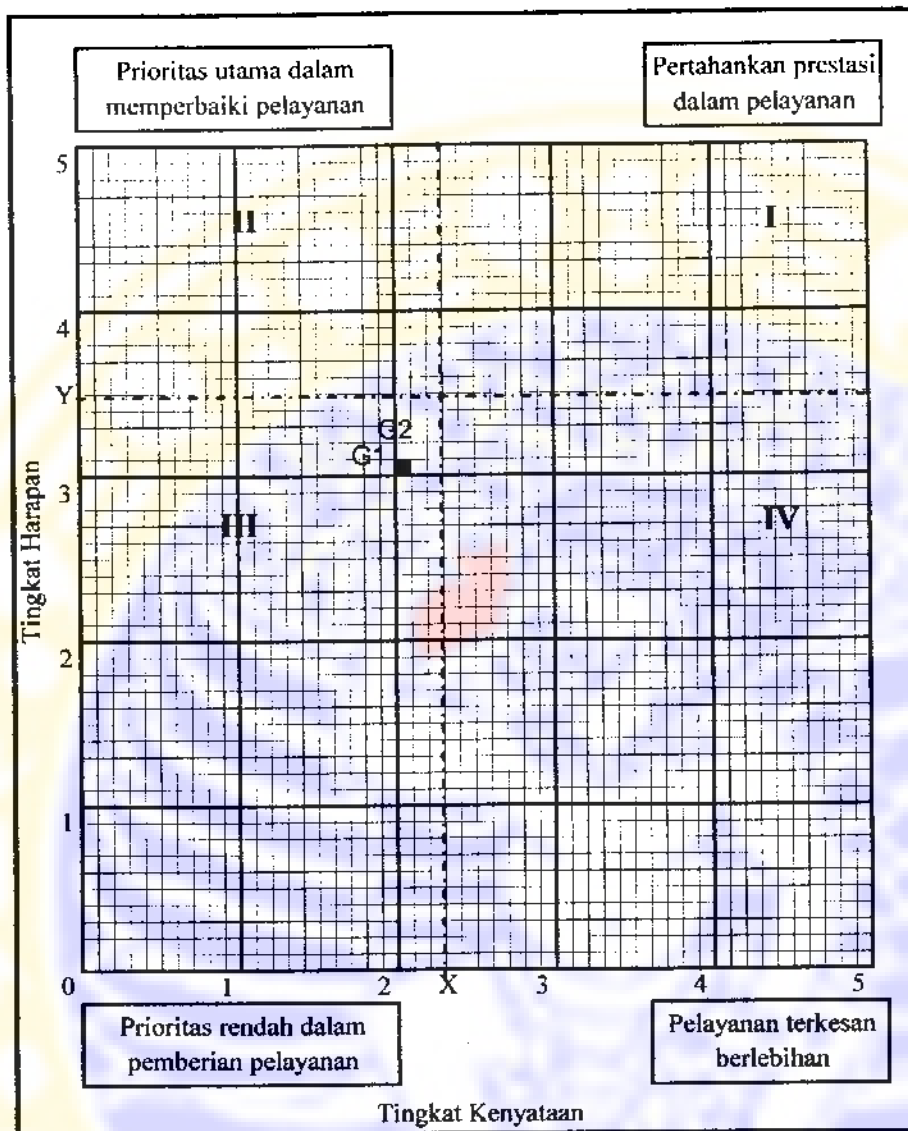 Prioritas utama dalam
memperbaiki pelayanan
Pertahankan prestasi
dalam pelayanan
5
II
I
4
Y
G2
G1
3
III
IV
Tingkat Harapan
2
1
0
1
2
X
3
4
5
Prioritas rendah dalam
pemberian pelayanan
Pelayanan terkesan
berlebihan
Tingkat Kenyataan